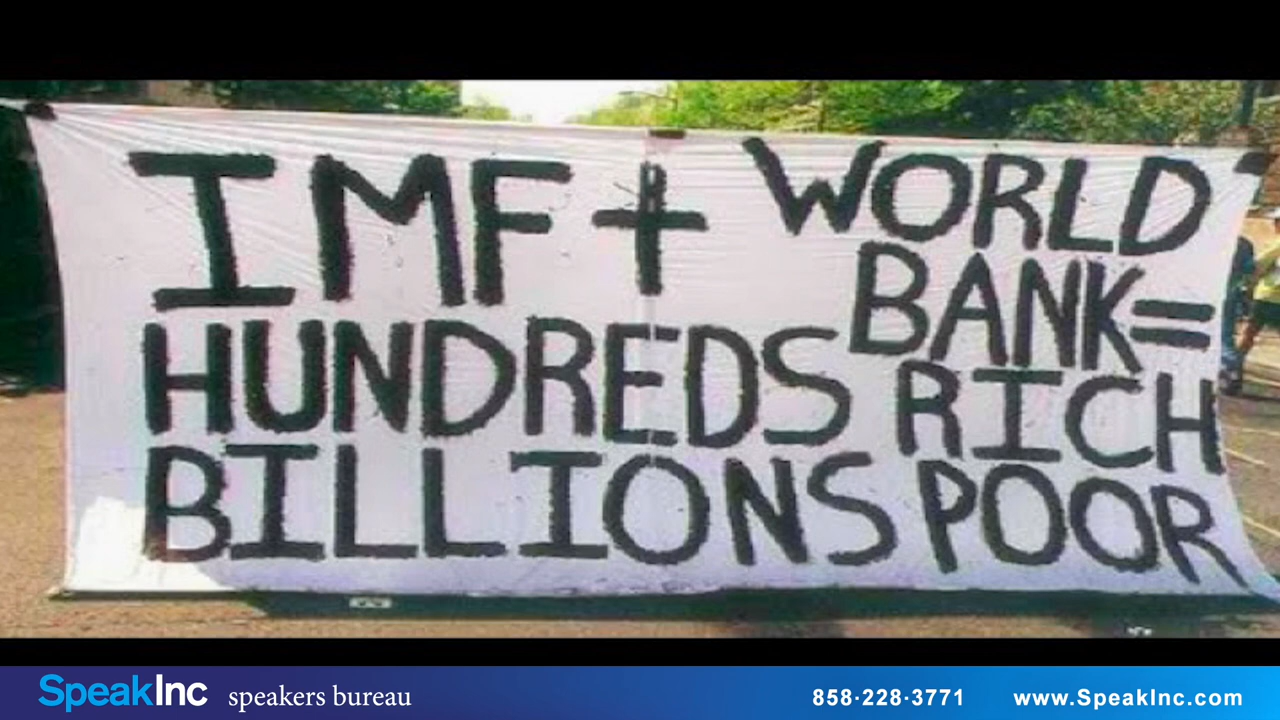 IMF + WORLD
BANK=
HUNDREDS RICH
BILLIONS POOR
SpeakInc speakers bureau
858·228·3771
www.SpeakInc.com